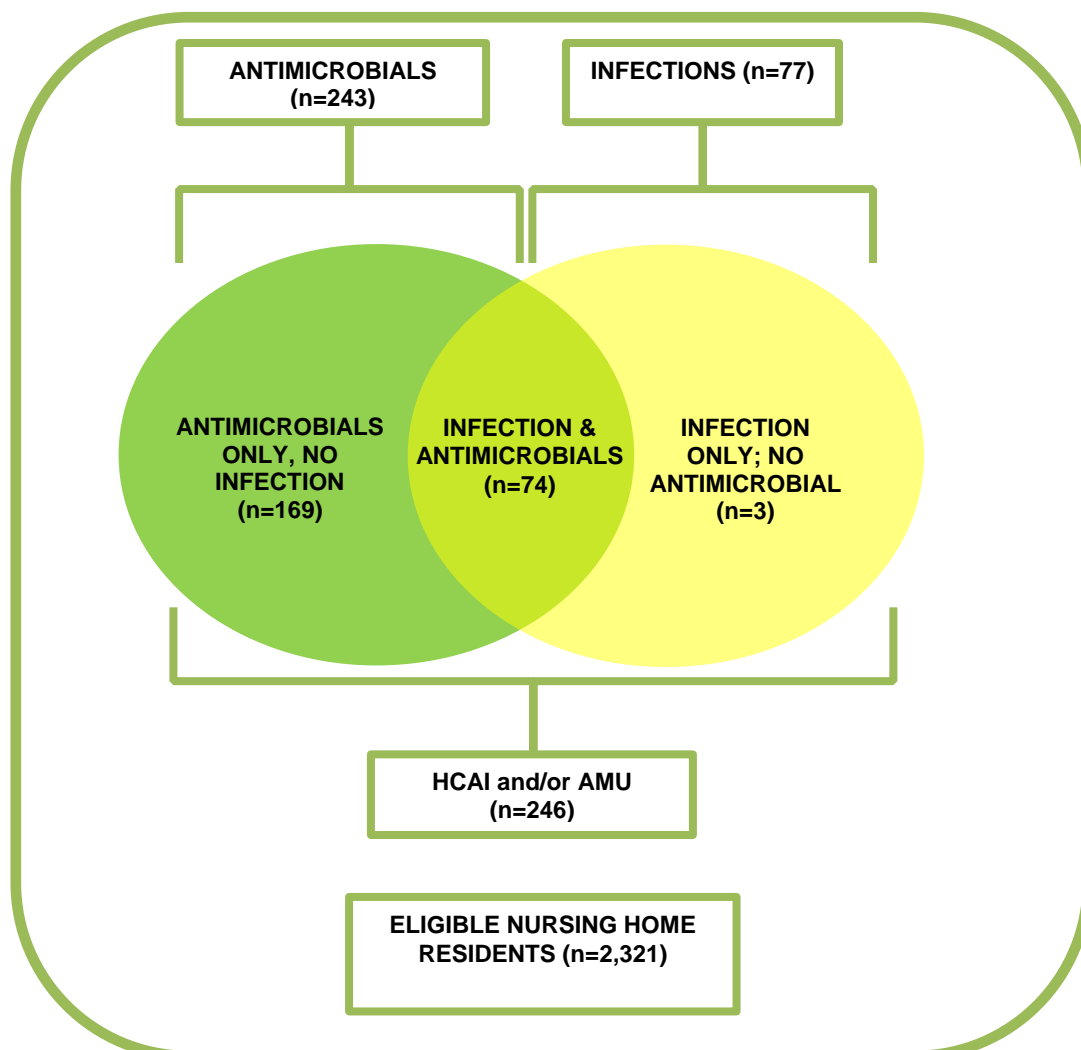 ANTIMICROBIALS
(n=243)
INFECTIONS (n=77)
ANTIMICROBIALS
ONLY, NO
INFECTION
(n=169)
INFECTION &
ANTIMICROBIALS
(n=74)
INFECTION
ONLY; NO
ANTIMICROBIAL
(n=3)
HCAI and/or AMU
(n=246)
ELIGIBLE NURSING HOME
RESIDENTS (n=2,321)